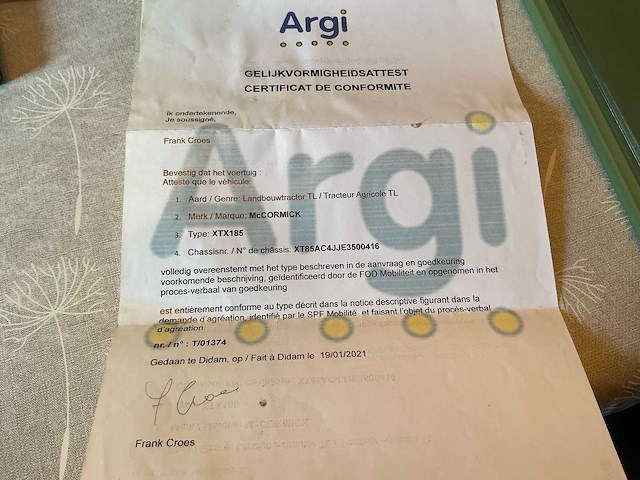 Argi
GELIJKVORMIGHEIDSATTEST
CERTIFICAT DE CONFORMITE
Ik ondertekenende,
Je soussigné,
Frank Croes
Bevestig dat het voertuig :
Atteste que le véhicule:
1. Aard / Genre: Landbouwtractor TL / Tracteur Agricole TL
2. Merk / Marque: McCORMICK
3. Type: XTX185
4. Chassisnr. / N° de châssis: XT85AC4JJE3500416
volledig overeenstemt met het type beschreven in de aanvraag en goedkeuring
voorkomende beschrijving, geïdentificeerd door de FOD Mobiliteit en opgenomen in het
proces-verbaal van goedkeuring
est entièrement conforme au type décrit dans la notice descriptive figurant dans la
demande d'agréation, identifié par le SPF Mobilité et faisant l'objet du procès-verbal
d'agréation
nr. / n° : T/01374
Gedaan te Didam, op / Fait à Didam le 19/01/2021
F Croes
Frank Croes
Argi